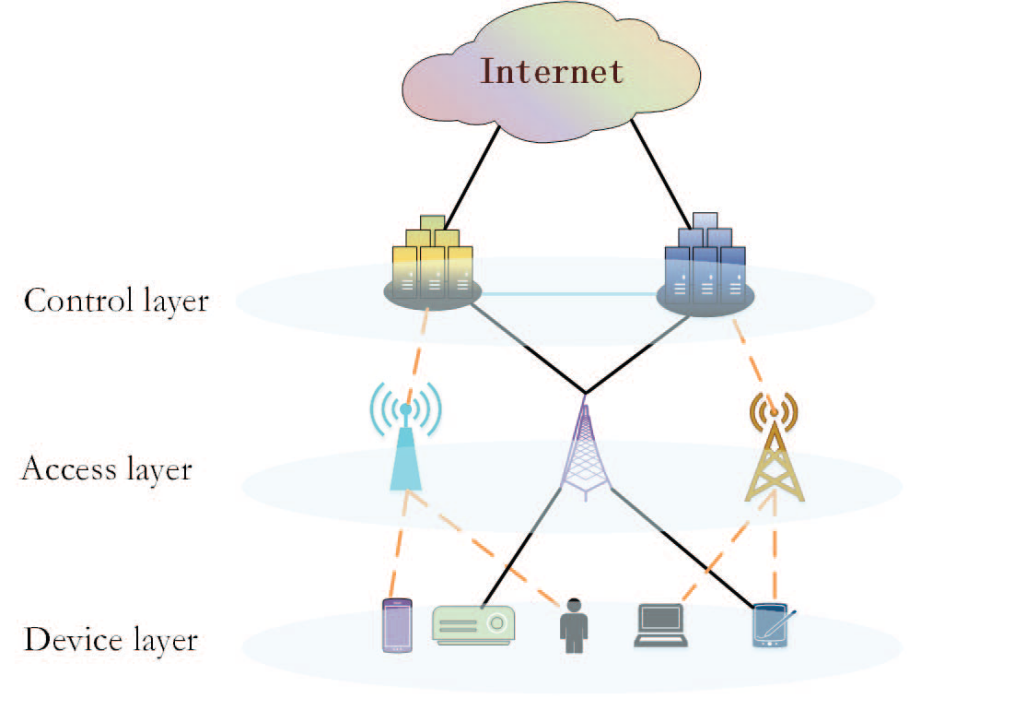 Internet
Control layer
Access layer
Device layer